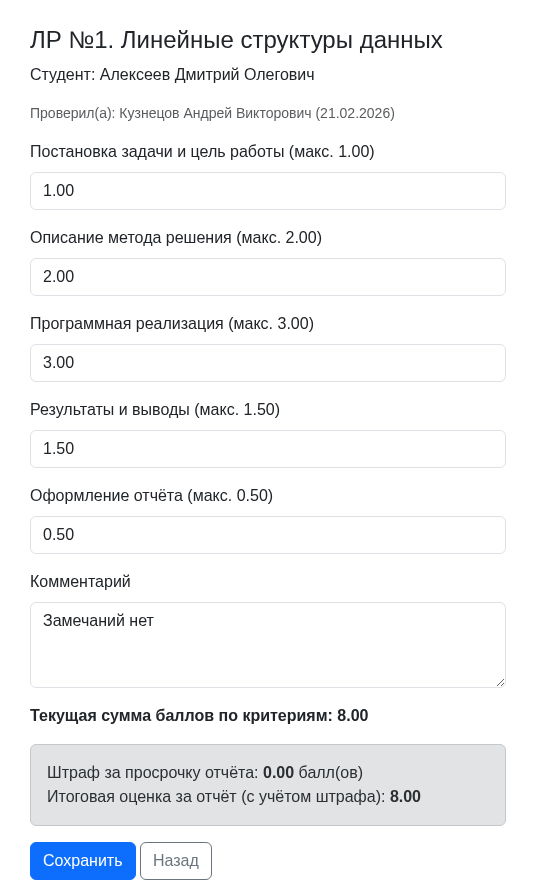 ЛР №1. Линейные структуры данных
Студент: Алексеев Дмитрий Олегович
Проверил(а): Кузнецов Андрей Викторович (21.02.2026)
Постановка задачи и цель работы (макс. 1.00)
1.00
Описание метода решения (макс. 2.00)
2.00
Программная реализация (макс. 3.00)
3.00
Результаты и выводы (макс. 1.50)
1.50
Оформление отчёта (макс. 0.50)
0.50
Комментарий
Замечаний нет
Текущая сумма баллов по критериям: 8.00
Штраф за просрочку отчёта: 0.00 балл(ов)
Итоговая оценка за отчёт (с учётом штрафа): 8.00
Сохранить Назад